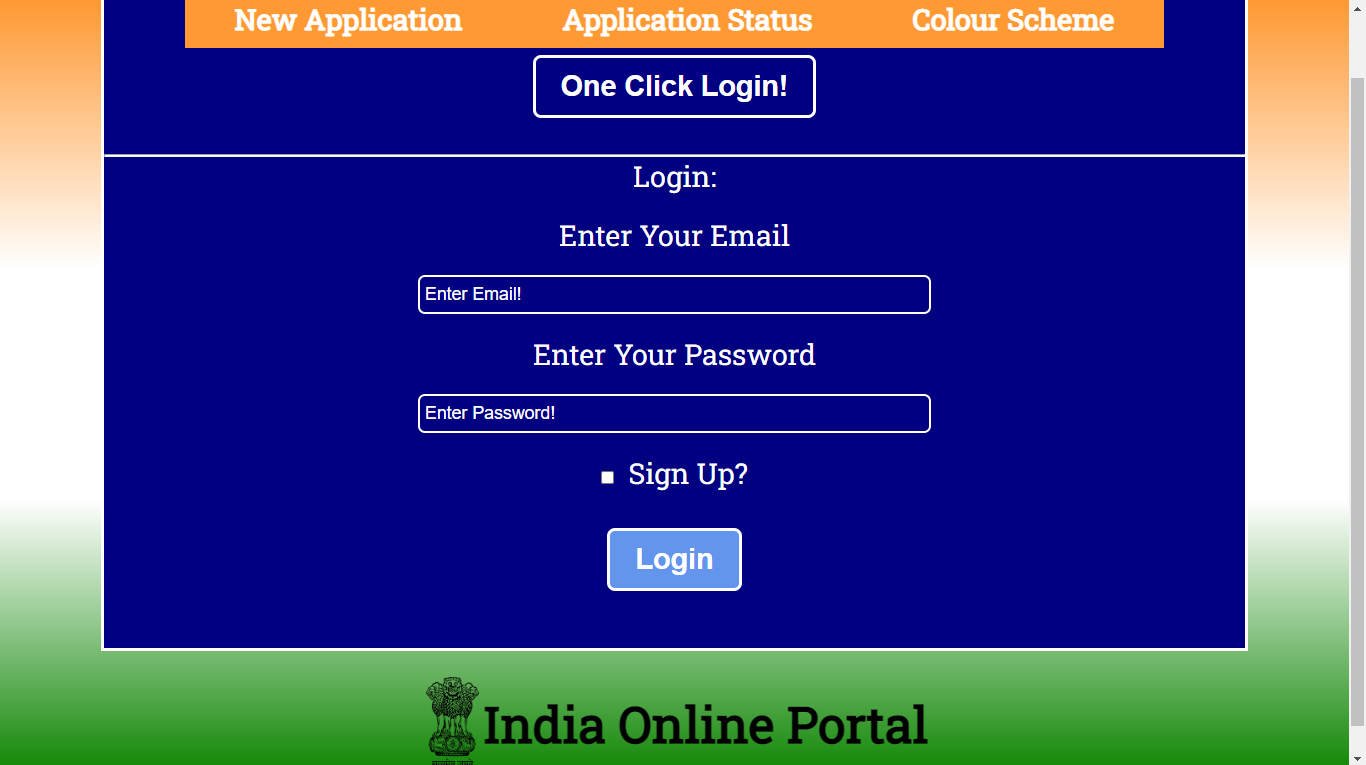 New Application Application Status Colour Scheme
One Click Login!
Login:
Enter Your Email
Enter Email!
Enter Your Password
Enter Password!
Sign Up?
Login
India Online Portal